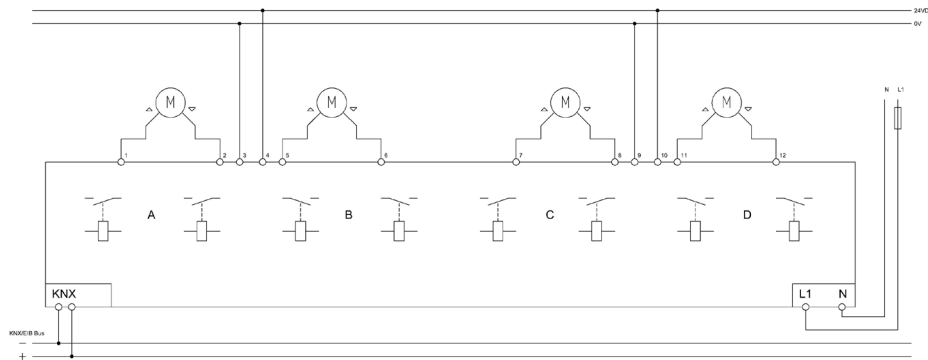 24VD
0V
N L1
M M M M
1 2 3 4 5 6 7 8 9 10 11 12
A B C D
KNX
L1 N
KNX/EIB Bus
−
+